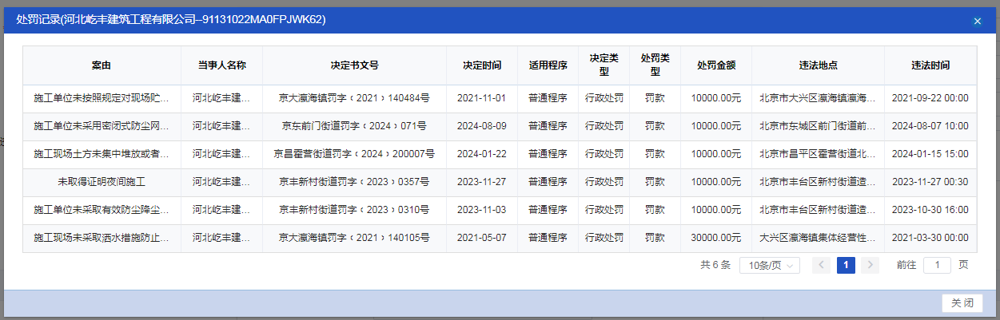 处罚记录(河北屹丰建筑工程有限公司--91131022MA0FPJWK62)
案由 当事人名称 决定书文号 决定时间 适用程序 决定类型 处罚类型 处罚金额 违法地点 违法时间
施工单位未按照规定对现场贮... 河北屹丰建... 京大瀛海镇罚字﹝2021﹞140484号 2021-11-01 普通程序 行政处罚 罚款 10000.00元 北京市大兴区瀛海镇瀛海... 2021-09-22 00:00
施工单位未采用密闭式防尘网... 河北屹丰建... 京东前门街道罚字﹝2024﹞071号 2024-08-09 普通程序 行政处罚 罚款 10000.00元 北京市东城区前门街道前... 2024-08-07 10:00
施工现场土方未集中堆放或者... 河北屹丰建... 京昌霍营街道罚字﹝2024﹞200007号 2024-01-22 普通程序 行政处罚 罚款 10000.00元 北京市昌平区霍营街道北... 2024-01-15 15:00
未取得证明夜间施工 河北屹丰建... 京丰新村街道罚字﹝2023﹞0357号 2023-11-27 普通程序 行政处罚 罚款 10000.00元 北京市丰台区新村街道造... 2023-11-27 00:30
施工单位未采取有效防尘降尘... 河北屹丰建... 京丰新村街道罚字﹝2023﹞0310号 2023-11-03 普通程序 行政处罚 罚款 10000.00元 北京市丰台区新村街道造... 2023-10-30 16:00
施工现场未采取洒水措施防止... 河北屹丰建... 京大瀛海镇罚字﹝2021﹞140105号 2021-05-07 普通程序 行政处罚 罚款 30000.00元 大兴区瀛海镇集体经营性... 2021-03-30 00:00
共 6 条 10条/页 1 前往 1 页
关 闭